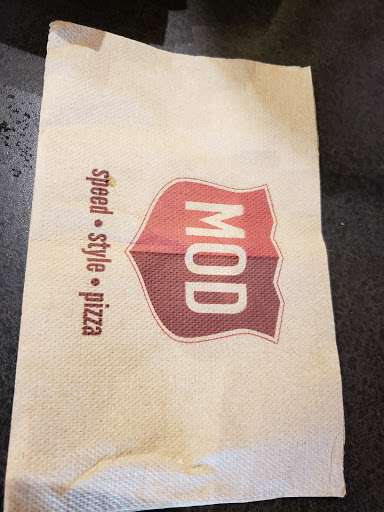 MOD
speed • style • pizza